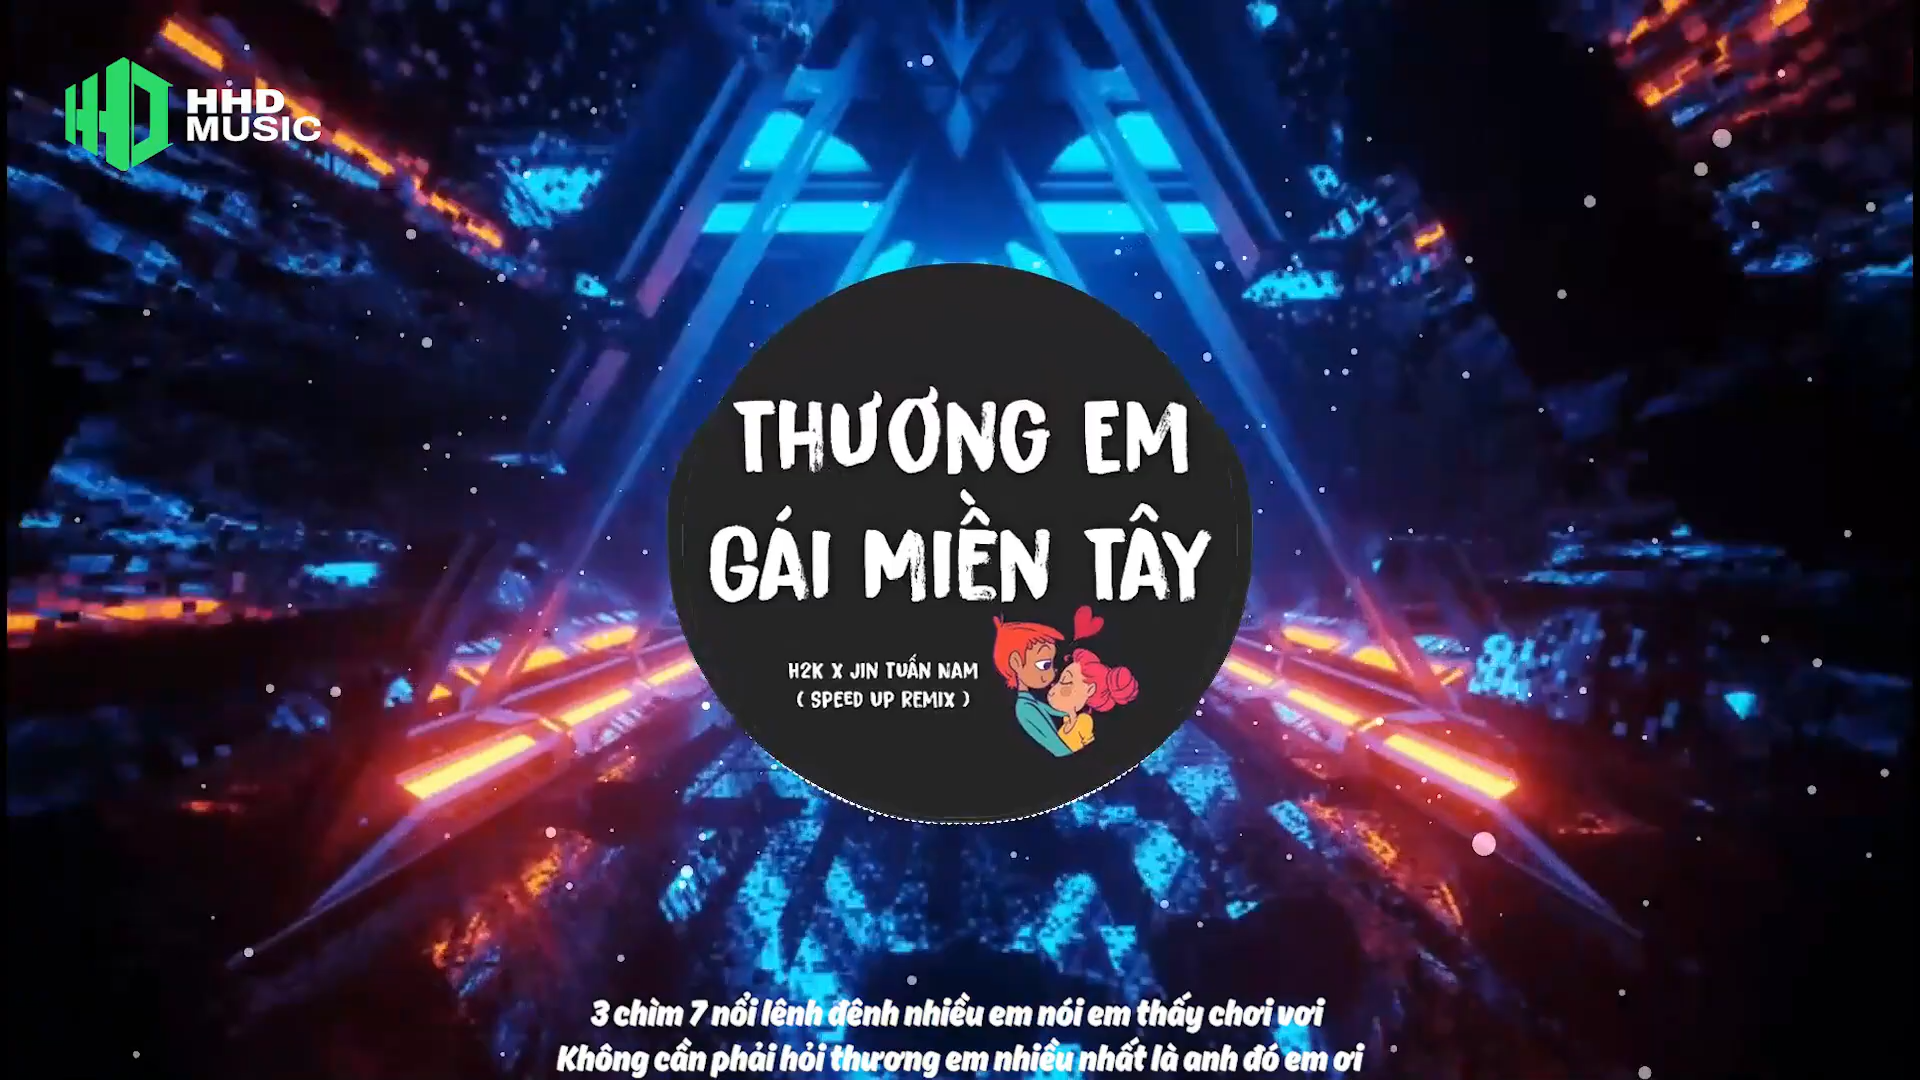 HHD
MUSIC
THƯƠNG EM
GÁI MIỀN TÂY
H2K X JIN TUẤN NAM
( SPEED UP REMIX )
3 chìm 7 nổi lênh đênh nhiều em nói em thấy chơi vơi
Không cần phải hỏi thương em nhiều nhất là anh đó em ơi